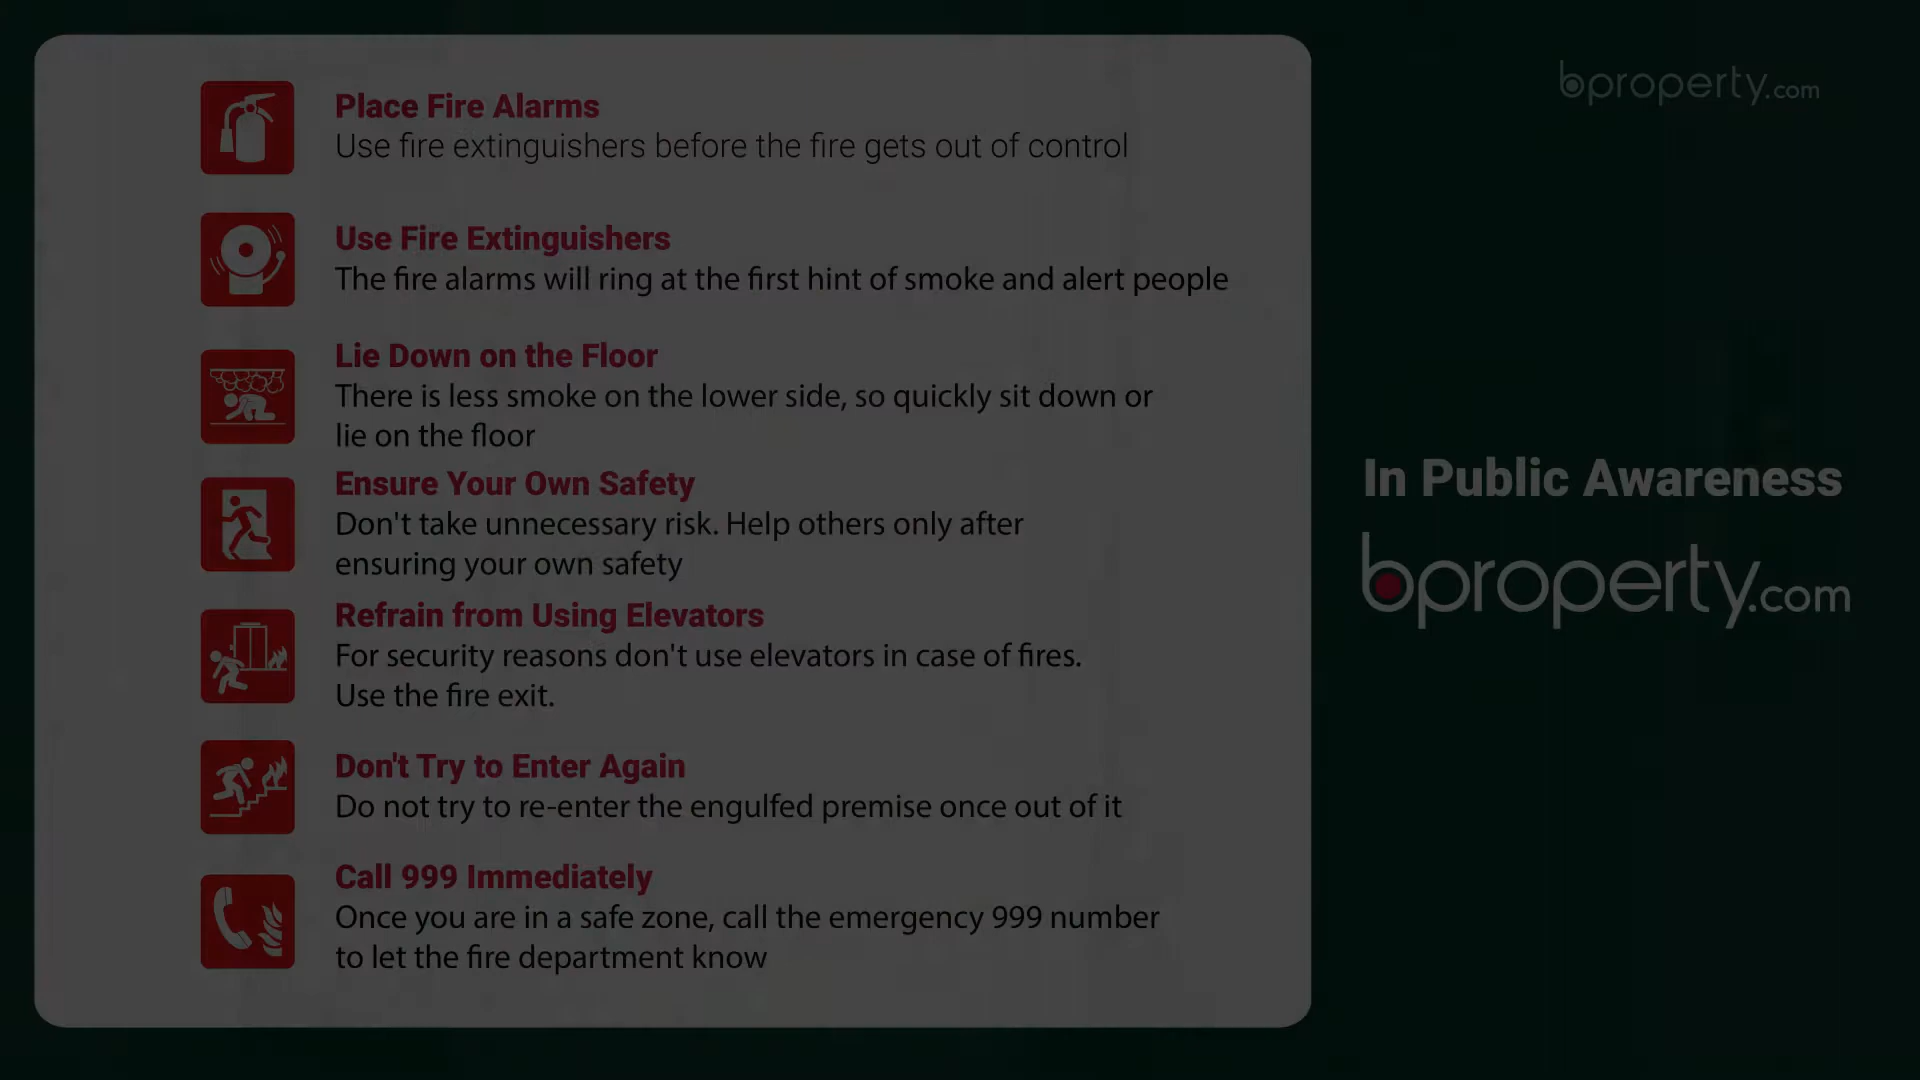 Place Fire Alarms
Use fire extinguishers before the fire gets out of control
Use Fire Extinguishers
The fire alarms will ring at the first hint of smoke and alert people
Lie Down on the Floor
There is less smoke on the lower side, so quickly sit down or
lie on the floor
Ensure Your Own Safety
Don't take unnecessary risk. Help others only after
ensuring your own safety
Refrain from Using Elevators
For security reasons don't use elevators in case of fires.
Use the fire exit.
Don't Try to Enter Again
Do not try to re-enter the engulfed premise once out of it
Call 999 Immediately
Once you are in a safe zone, call the emergency 999 number
to let the fire department know
bproperty.com
In Public Awareness
bproperty.com